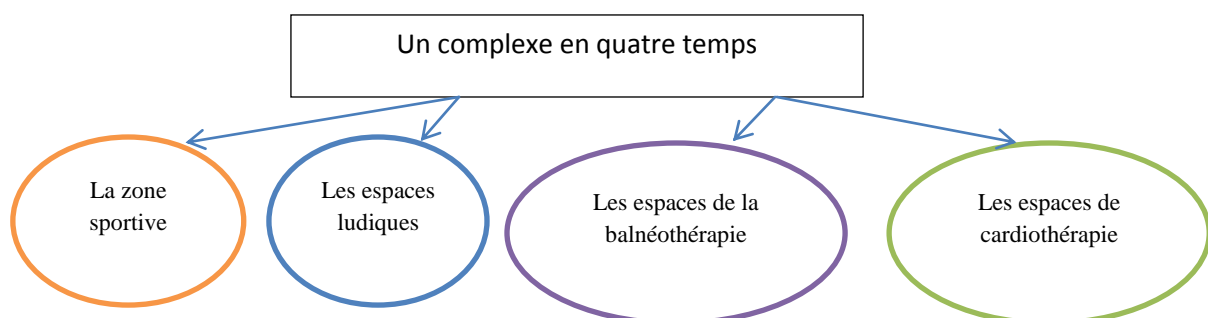 Un complexe en quatre temps
La zone
sportive
Les espaces
ludiques
Les espaces de la
balnéothérapie
Les espaces de
cardiothérapie